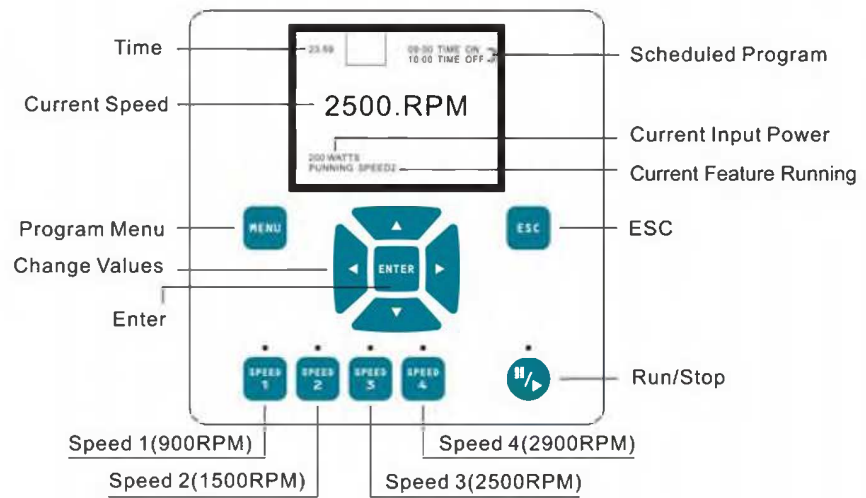 Time
23:59
09:00 TIME ON
10:00 TIME OFF
Scheduled Program
Current Speed
2500.RPM
Current Input Power
200 WATTS
PUNNING SPEED2
Current Feature Running
Program Menu
MENU
ESC
ESC
Change Values
ENTER
Enter
SPEED
1
SPEED
2
SPEED
3
SPEED
4
Run/Stop
Speed 1(900RPM)
Speed 4(2900RPM)
Speed 2(1500RPM)
Speed 3(2500RPM)